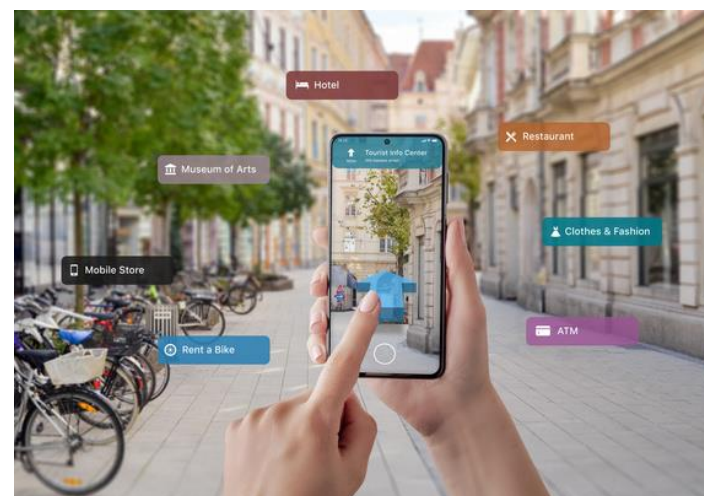 Hotel
Restaurant
Tourist Info Center
Museum of Arts
Clothes & Fashion
Mobile Store
ATM
Rent a Bike